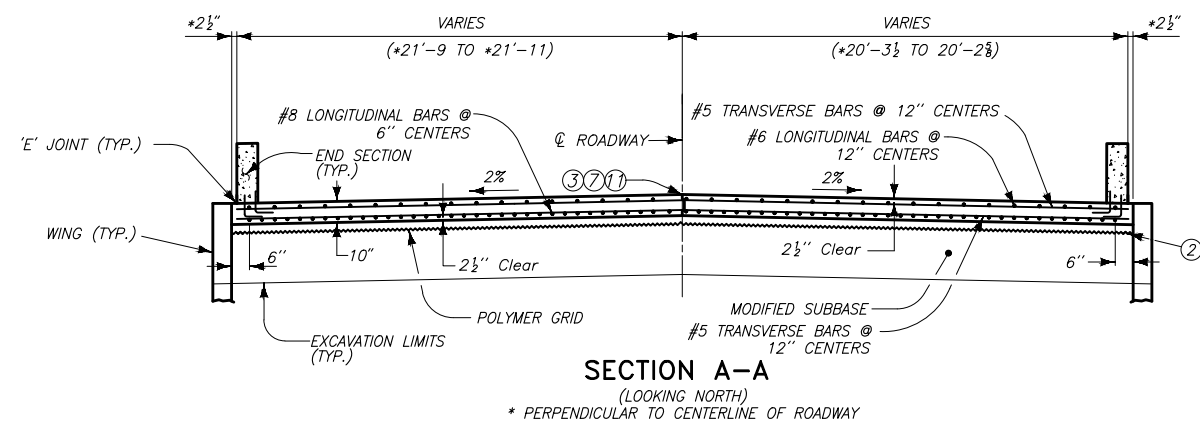 *2½"
VARIES
VARIES
*2½"
(*21'-9 TO *21'-11)
(*20'-3½ TO 20'-2⅝)
#8 LONGITUDINAL BARS @
6" CENTERS
#5 TRANSVERSE BARS @ 12" CENTERS
#6 LONGITUDINAL BARS @
12" CENTERS
'E' JOINT (TYP.)
℄ ROADWAY
END SECTION
(TYP.)
2%
3 7 11
2%
WING (TYP.)
6"
10"
2½" Clear
2½" Clear
6"
2
MODIFIED SUBBASE
POLYMER GRID
#5 TRANSVERSE BARS @
12" CENTERS
EXCAVATION LIMITS
(TYP.)
SECTION A-A
(LOOKING NORTH)
* PERPENDICULAR TO CENTERLINE OF ROADWAY